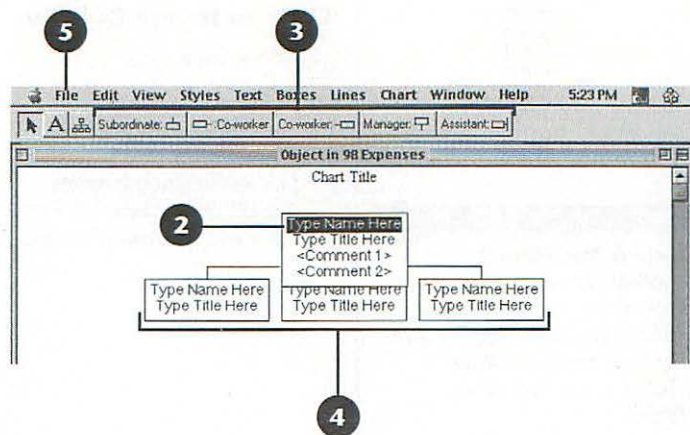 5
3
File Edit View Styles Text Boxes Lines Chart Window Help 5:23 PM
A Subordinate: :Co-worker Co-worker: Manager: Assistant:
Object in 98 Expenses
Chart Title
2
Type Name Here
Type Title Here
<Comment 1>
<Comment 2>
Type Name Here Type Name Here Type Name Here
Type Title Here Type Title Here Type Title Here
4